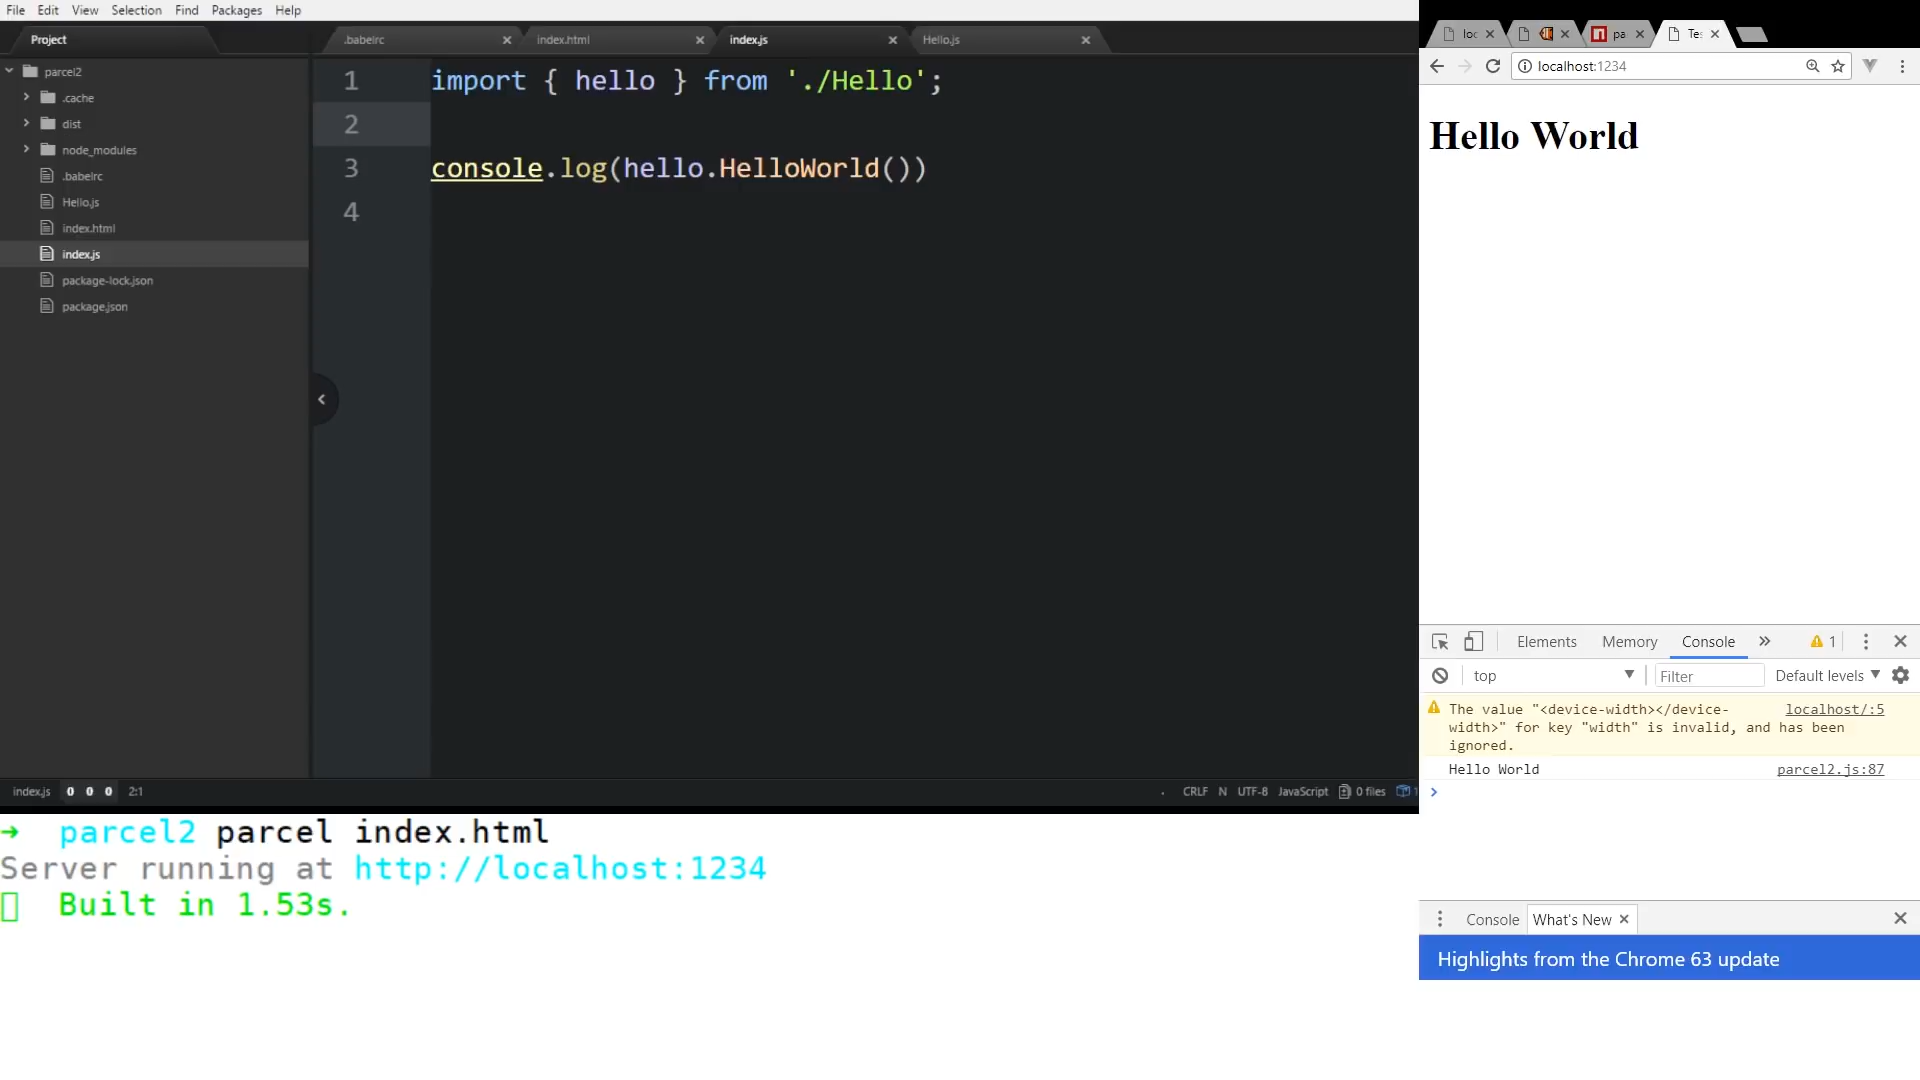 File Edit View Selection Find Packages Help
Project
.babelrc
index.html
index.js
Hello.js
parcel2
.cache
dist
node_modules
.babelrc
Hello.js
index.html
index.js
package-lock.json
package.json
1 import { hello } from './Hello';
2
3 console.log(hello.HelloWorld())
4
index.js 0 0 0 2:1
CRLF N UTF-8 JavaScript 0 files 1
parcel2 parcel index.html
Server running at http://localhost:1234
Built in 1.53s.
loc
pa
Te
localhost:1234
Hello World
Elements Memory Console 1
top Filter Default levels
The value "<device-width></device- localhost/:5
width>" for key "width" is invalid, and has been
ignored.
Hello World parcel2.js:87
Console What's New
Highlights from the Chrome 63 update